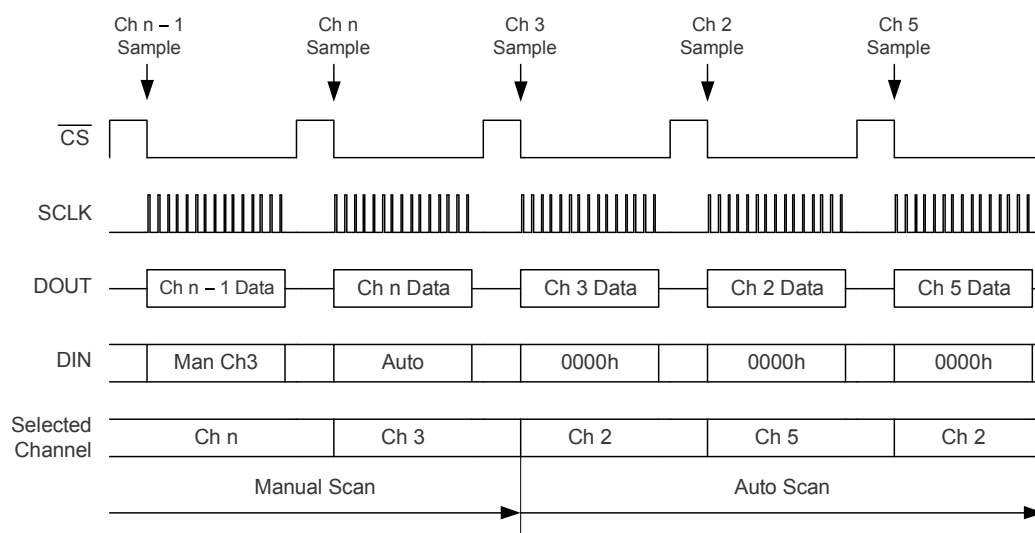 Ch n – 1
Sample
Ch n
Sample
Ch 3
Sample
Ch 2
Sample
Ch 5
Sample
CS
SCLK
DOUT
Ch n – 1 Data
Ch n Data
Ch 3 Data
Ch 2 Data
Ch 5 Data
DIN
Man Ch3
Auto
0000h
0000h
0000h
Selected
Channel
Ch n
Ch 3
Ch 2
Ch 5
Ch 2
Manual Scan
Auto Scan